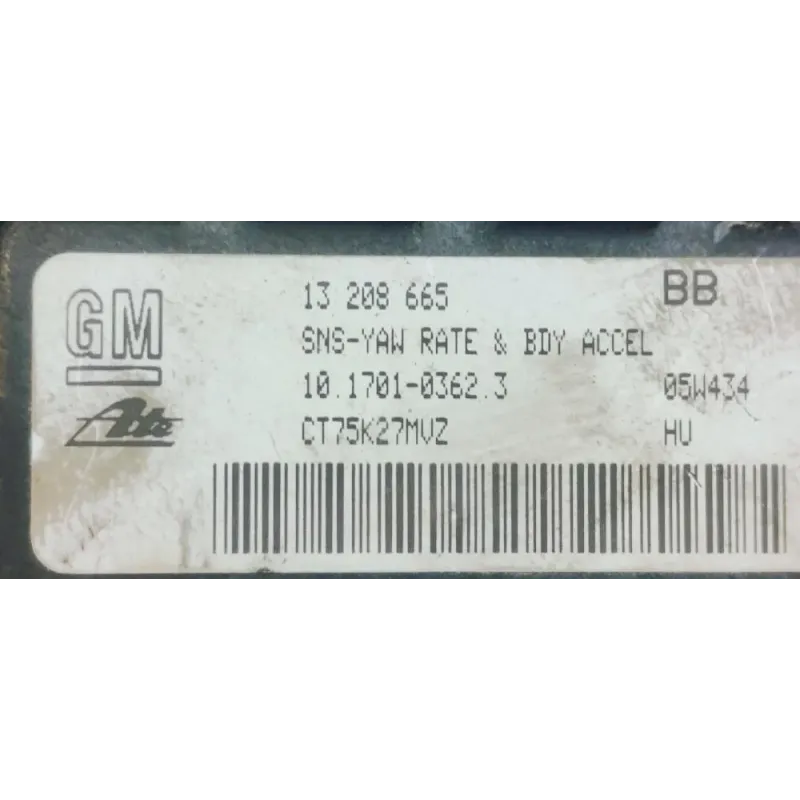 GM
13 208 665 BB
SNS-YAW RATE & BDY ACCEL
10.1701-0362.3 05W434
Ate
CT75K27MVZ HU